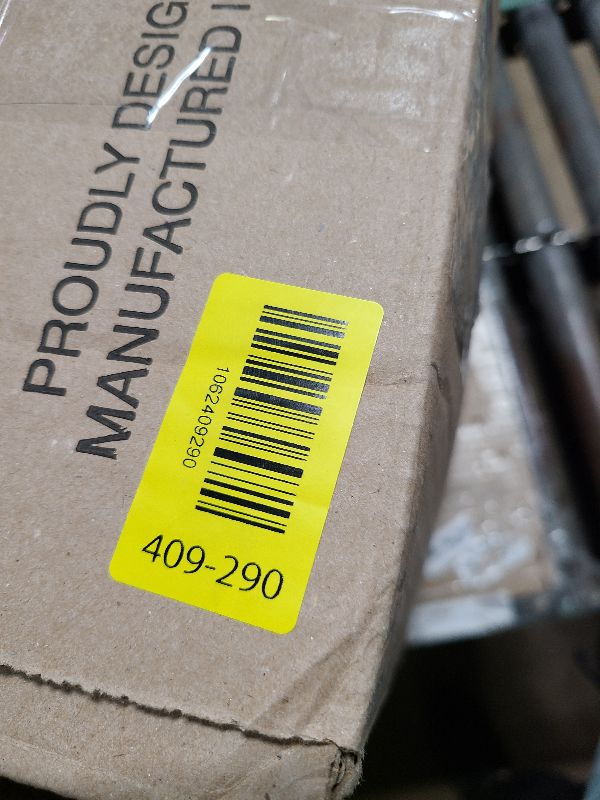 PROUDLY DESIG
MANUFACTURED I
1062409290
409-290